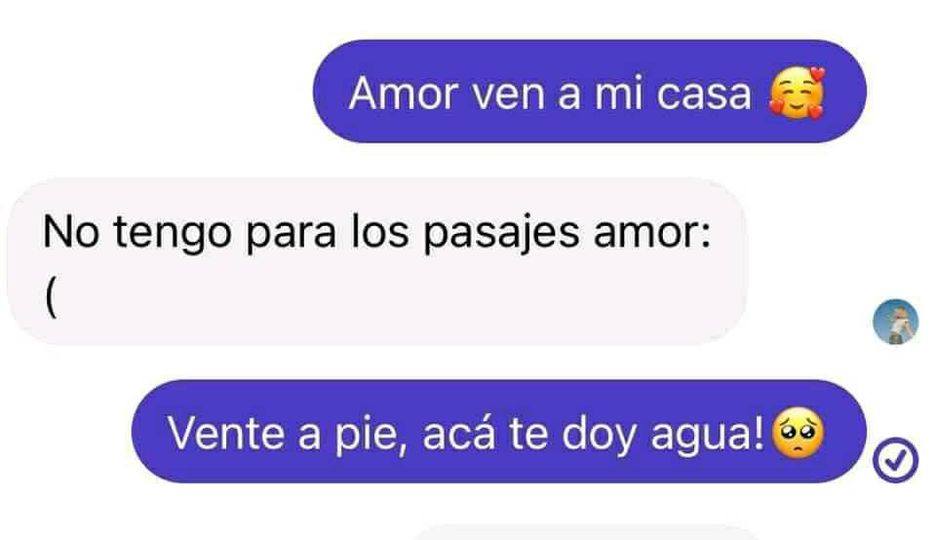 Amor ven a mi casa 🥰
No tengo para los pasajes amor:
(
Vente a pie, acá te doy agua!🥺